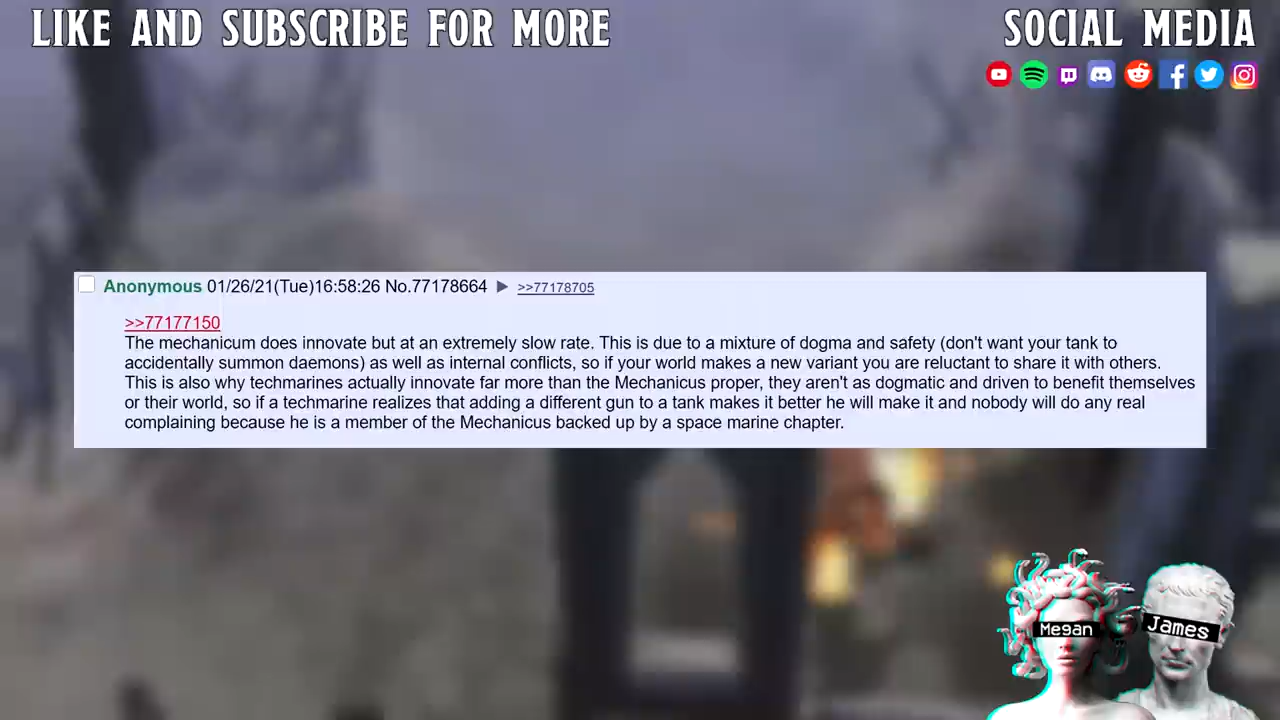 LIKE AND SUBSCRIBE FOR MORE
SOCIAL MEDIA
Anonymous 01/26/21(Tue)16:58:26 No.77178664 ▶ >>77178705
>>77177150
The mechanicum does innovate but at an extremely slow rate. This is due to a mixture of dogma and safety (don't want your tank to
accidentally summon daemons) as well as internal conflicts, so if your world makes a new variant you are reluctant to share it with others.
This is also why techmarines actually innovate far more than the Mechanicus proper, they aren't as dogmatic and driven to benefit themselves
or their world, so if a techmarine realizes that adding a different gun to a tank makes it better he will make it and nobody will do any real
complaining because he is a member of the Mechanicus backed up by a space marine chapter.
Megan
James